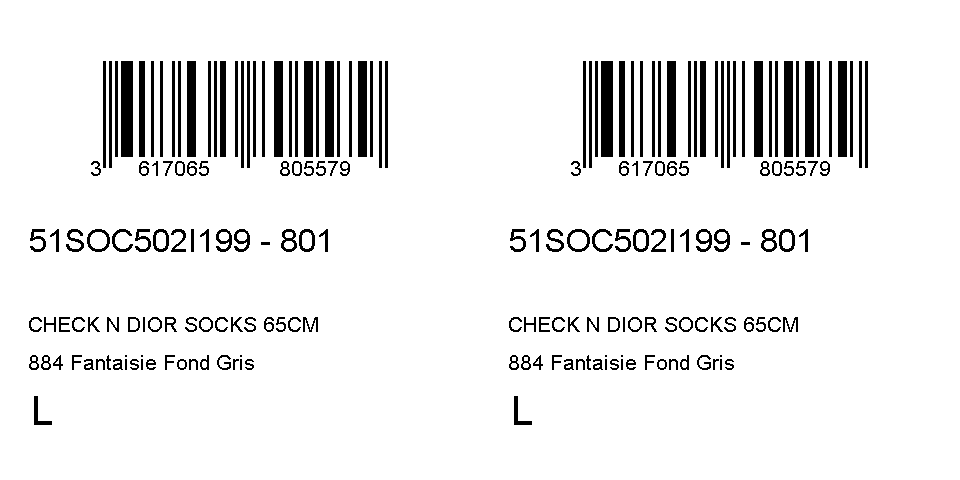 3 617065 805579
51SOC502I199 - 801
CHECK N DIOR SOCKS 65CM
884 Fantaisie Fond Gris
L
3 617065 805579
51SOC502I199 - 801
CHECK N DIOR SOCKS 65CM
884 Fantaisie Fond Gris
L